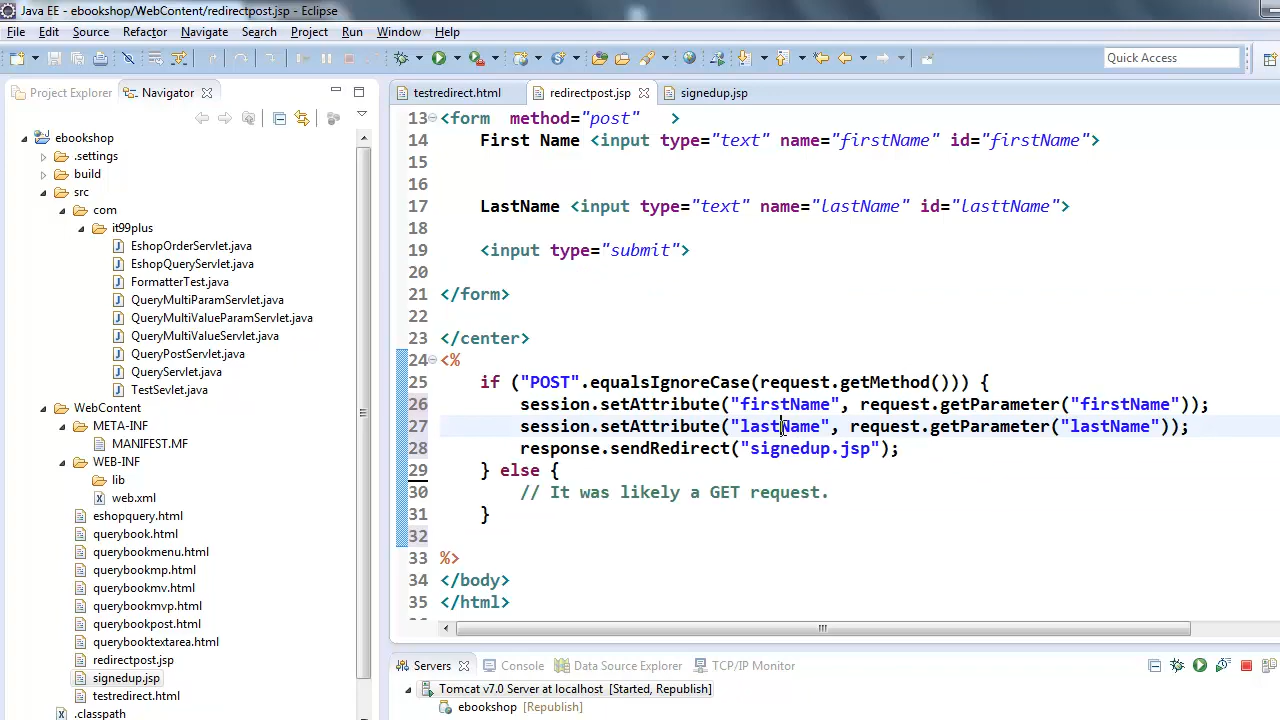 Java EE - ebookshop/WebContent/redirectpost.jsp - Eclipse
File Edit Source Refactor Navigate Search Project Run Window Help
Quick Access
Project Explorer Navigator
testredirect.html redirectpost.jsp signedup.jsp
ebookshop
.settings
build
src
com
it99plus
EshopOrderServlet.java
EshopQueryServlet.java
FormatterTest.java
QueryMultiParamServlet.java
QueryMultiValueParamServlet.java
QueryMultiValueServlet.java
QueryPostServlet.java
QueryServlet.java
TestSevlet.java
WebContent
META-INF
MANIFEST.MF
WEB-INF
lib
web.xml
eshopquery.html
querybook.html
querybookmenu.html
querybookmp.html
querybookmv.html
querybookmvp.html
querybookpost.html
querybooktextarea.html
redirectpost.jsp
signedup.jsp
testredirect.html
.classpath
13 <form method="post" >
14 First Name <input type="text" name="firstName" id="firstName">
15
16
17 LastName <input type="text" name="lastName" id="lasttName">
18
19 <input type="submit">
20
21 </form>
22
23 </center>
24 <%
25 if ("POST".equalsIgnoreCase(request.getMethod())) {
26 session.setAttribute("firstName", request.getParameter("firstName"));
27 session.setAttribute("lastName", request.getParameter("lastName"));
28 response.sendRedirect("signedup.jsp");
29 } else {
30 // It was likely a GET request.
31 }
32
33 %>
34 </body>
35 </html>
Servers Console Data Source Explorer TCP/IP Monitor
Tomcat v7.0 Server at localhost [Started, Republish]
ebookshop [Republish]